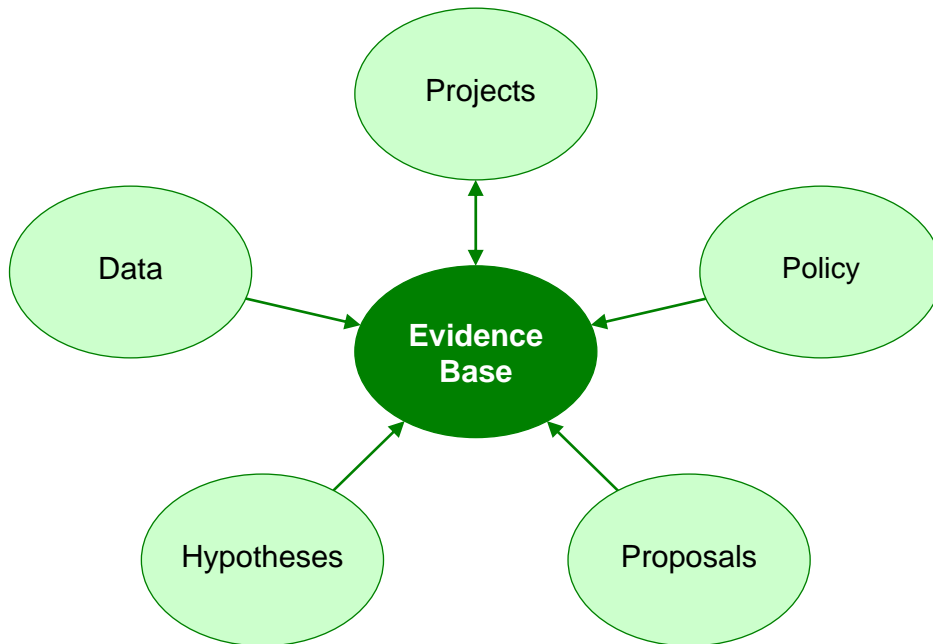 Projects
Data
Policy
Evidence
Base
Hypotheses
Proposals